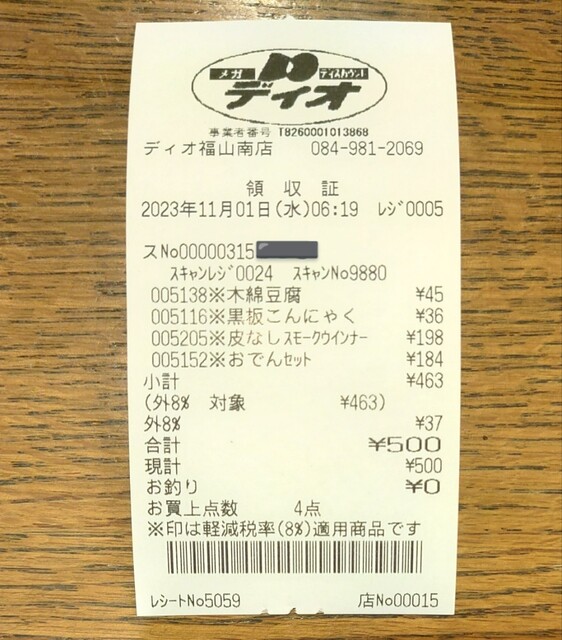 メガ ディスカウント
ディオ
事業者番号 T8260001013868
ディオ福山南店 084-981-2069
領収証
2023年11月01日(水)06:19 ﾚｼﾞ0005
スNo00000315
ｽｷｬﾝﾚｼﾞ0024 ｽｷｬﾝNo9880
005138※木綿豆腐 ¥45
005116※黒板こんにゃく ¥36
005205※皮なしｽﾓｰｸｳｲﾝﾅｰ ¥198
005152※おでんｾｯﾄ ¥184
小計 ¥463
(外8% 対象 ¥463)
外8% ¥37
合計 ¥500
現計 ¥500
お釣り ¥0
お買上点数 4点
※印は軽減税率(8%)適用商品です
ﾚｼｰﾄNo5059 店No00015